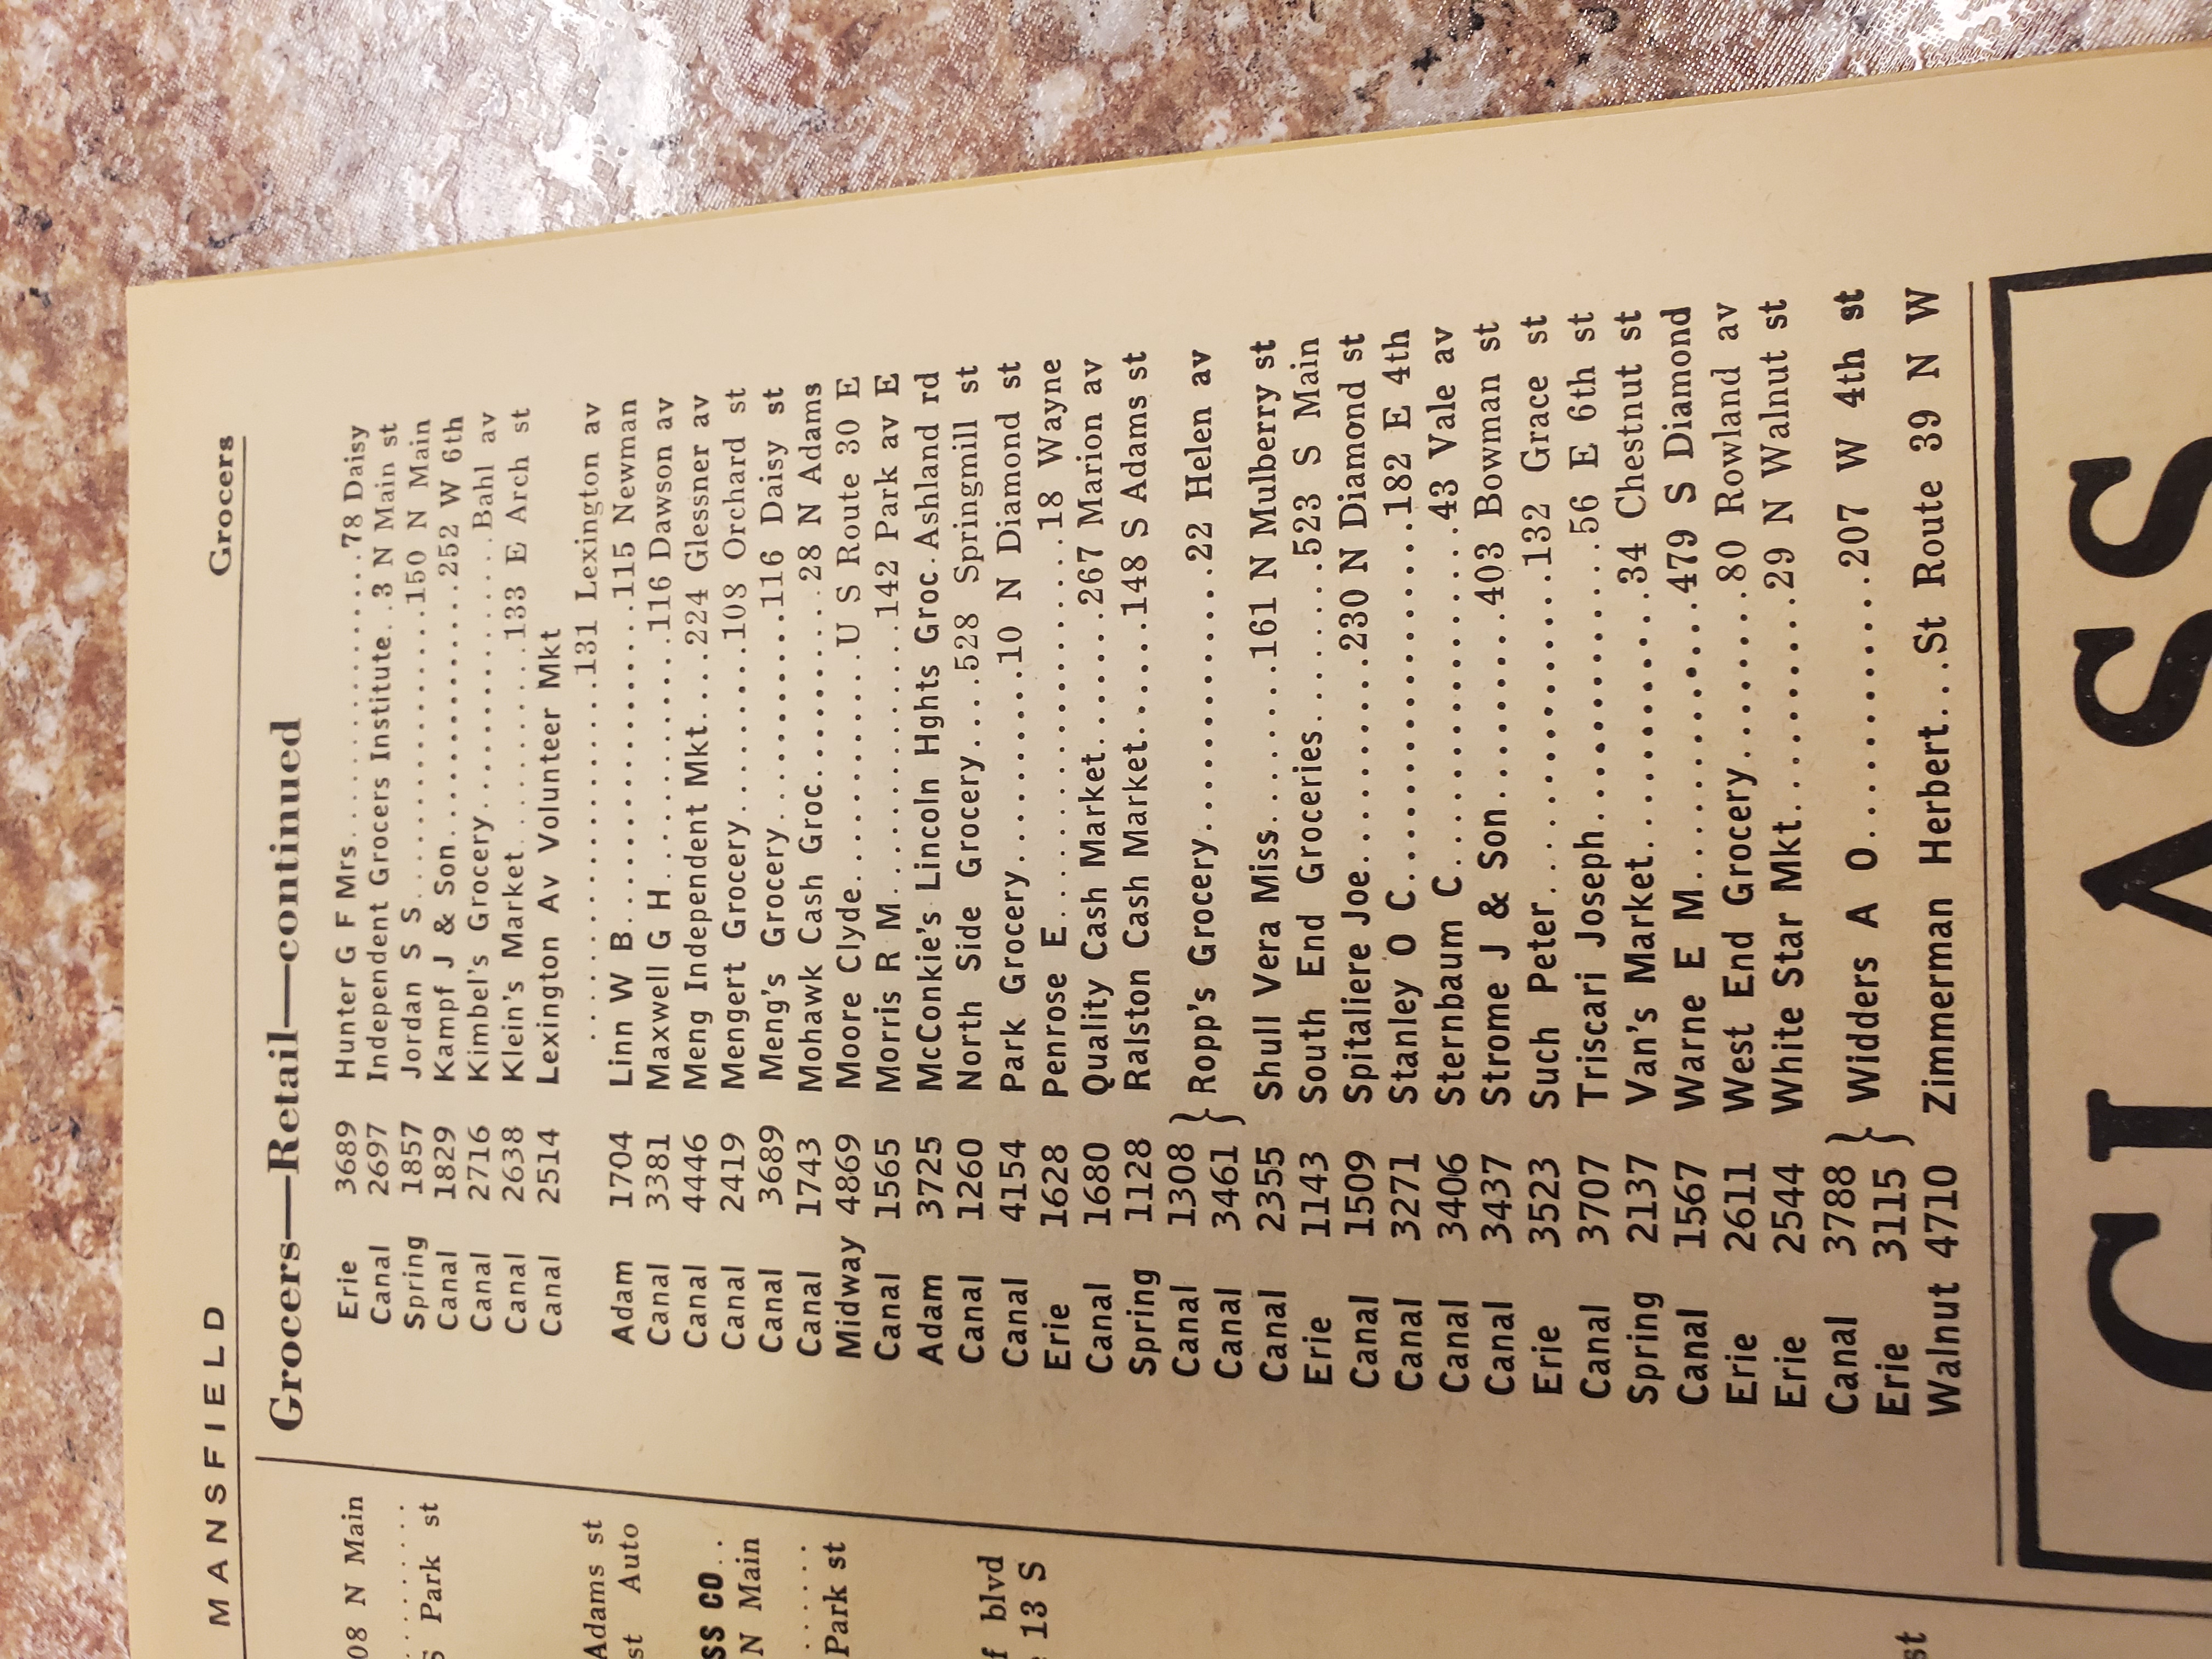 MANSFIELD Grocers
08 N Main
Park st
Adams st
st Auto
SS CO..
N Main
Park st
f blvd
13 S
st
Grocers—Retail—continued
Erie 3689 Hunter G F Mrs..............78 Daisy
Canal 2697 Independent Grocers Institute..3 N Main st
Spring 1857 Jordan S S..................150 N Main
Canal 1829 Kampf J & Son..............252 W 6th
Canal 2716 Kimbel's Grocery............Bahl av
Canal 2638 Klein's Market..........133 E Arch st
Canal 2514 Lexington Av Volunteer Mkt
........................131 Lexington av
Adam 1704 Linn W B..................115 Newman
Canal 3381 Maxwell G H............116 Dawson av
Canal 4446 Meng Independent Mkt....224 Glessner av
Canal 2419 Mengert Grocery.........108 Orchard st
Canal 3689 Meng's Grocery...........116 Daisy st
Canal 1743 Mohawk Cash Groc.........28 N Adams
Midway 4869 Moore Clyde...........U S Route 30 E
Canal 1565 Morris R M.............142 Park av E
Adam 3725 McConkie's Lincoln Hghts Groc.Ashland rd
Canal 1260 North Side Grocery....528 Springmill st
Canal 4154 Park Grocery..........10 N Diamond st
Erie 1628 Penrose E.................18 Wayne
Canal 1680 Quality Cash Market.......267 Marion av
Spring 1128 Ralston Cash Market.....148 S Adams st
Canal 1308
Canal 3461 } Ropp's Grocery.............22 Helen av
Canal 2355 Shull Vera Miss........161 N Mulberry st
Erie 1143 South End Groceries.......523 S Main
Canal 1509 Spitaliere Joe..........230 N Diamond st
Canal 3271 Stanley O C................182 E 4th
Canal 3406 Sternbaum C................43 Vale av
Canal 3437 Strome J & Son.........403 Bowman st
Erie 3523 Such Peter...............132 Grace st
Canal 3707 Triscari Joseph............56 E 6th st
Spring 2137 Van's Market............34 Chestnut st
Canal 1567 Warne E M..............479 S Diamond
Erie 2611 West End Grocery.........80 Rowland av
Erie 2544 White Star Mkt..........29 N Walnut st
Canal 3788
Erie 3115 } Widders A O.............207 W 4th st
Walnut 4710 Zimmerman Herbert....St Route 39 N W
CLASS